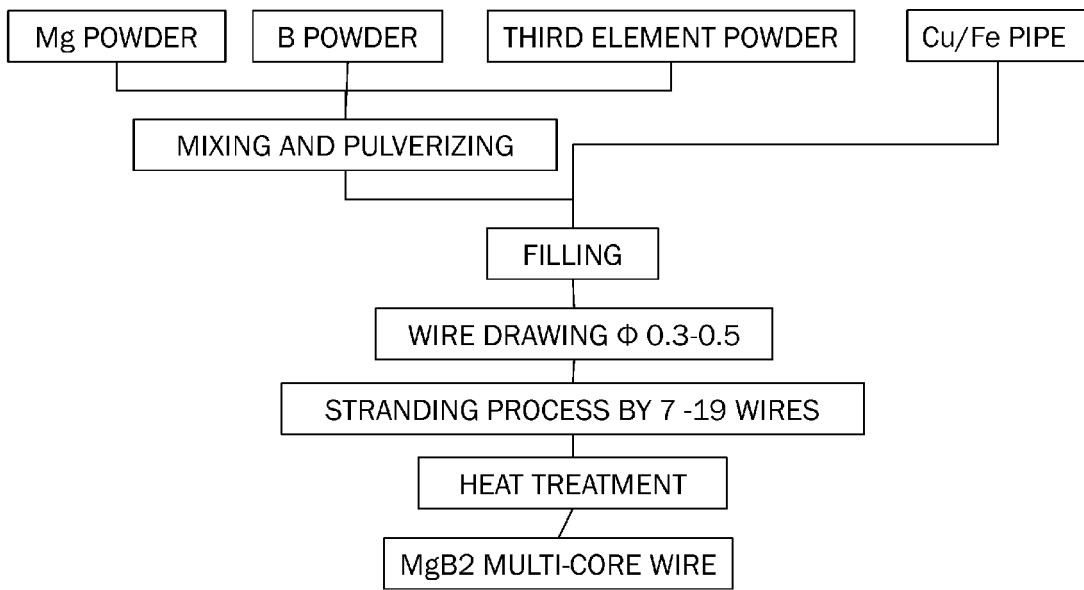 Mg POWDER
B POWDER
THIRD ELEMENT POWDER
Cu/Fe PIPE
MIXING AND PULVERIZING
FILLING
WIRE DRAWING Φ 0.3-0.5
STRANDING PROCESS BY 7 -19 WIRES
HEAT TREATMENT
MgB2 MULTI-CORE WIRE